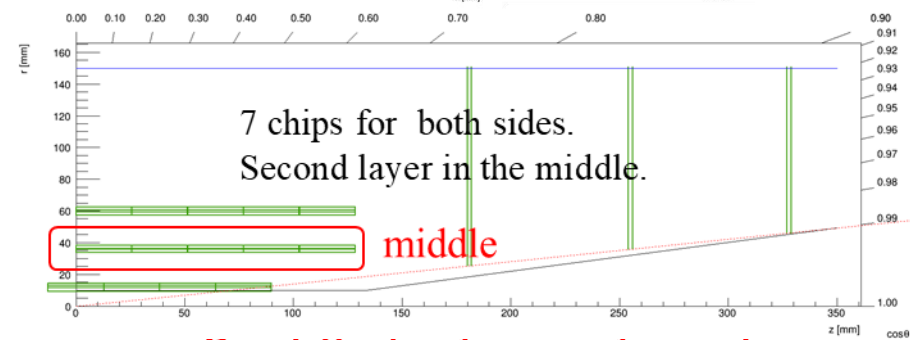 0.00 0.10 0.20 0.30 0.40 0.50 0.60 0.70 0.80 0.90
0.91
160 0.92
r [mm] 0.93
140 0.94
0.95
120 7 chips for both sides. 0.96
100 Second layer in the middle. 0.97
80 0.98
60 0.99
40 middle
20
0 1.00
0 50 100 150 200 250 300 350
z [mm] cosθ